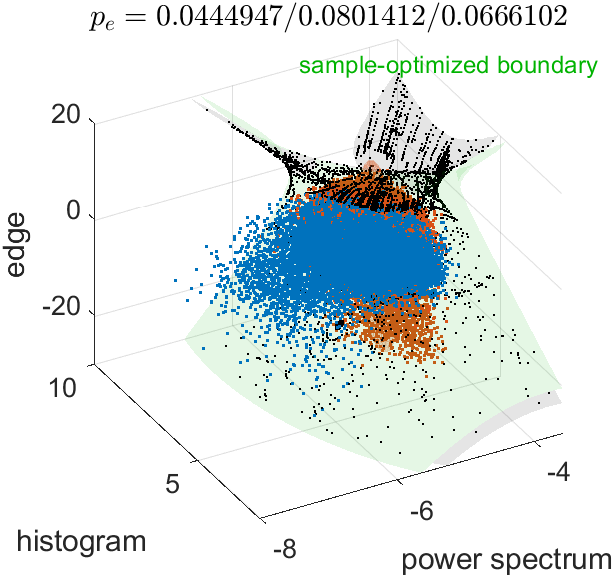 p_e = 0.0444947/0.0801412/0.0666102
sample-optimized boundary
20
0
-20
edge
10
5
-8
-6
-4
histogram
power spectrum